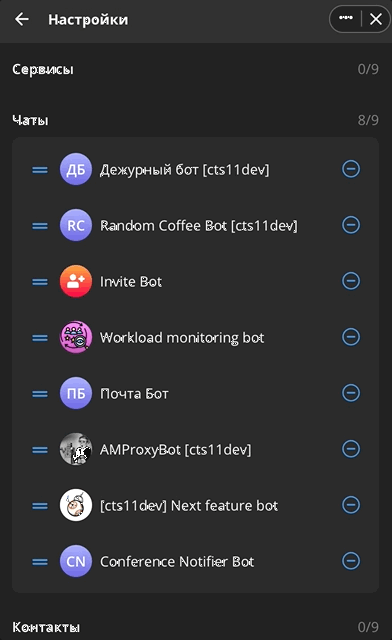 Настройки
Сервисы 0/9
Чаты 8/9
ДБ Дежурный бот [cts11dev]
RC Random Coffee Bot [cts11dev]
Invite Bot
Workload monitoring bot
ПБ Почта Бот
AMProxyBot [cts11dev]
[cts11dev] Next feature bot
CN Conference Notifier Bot
Контакты 0/9